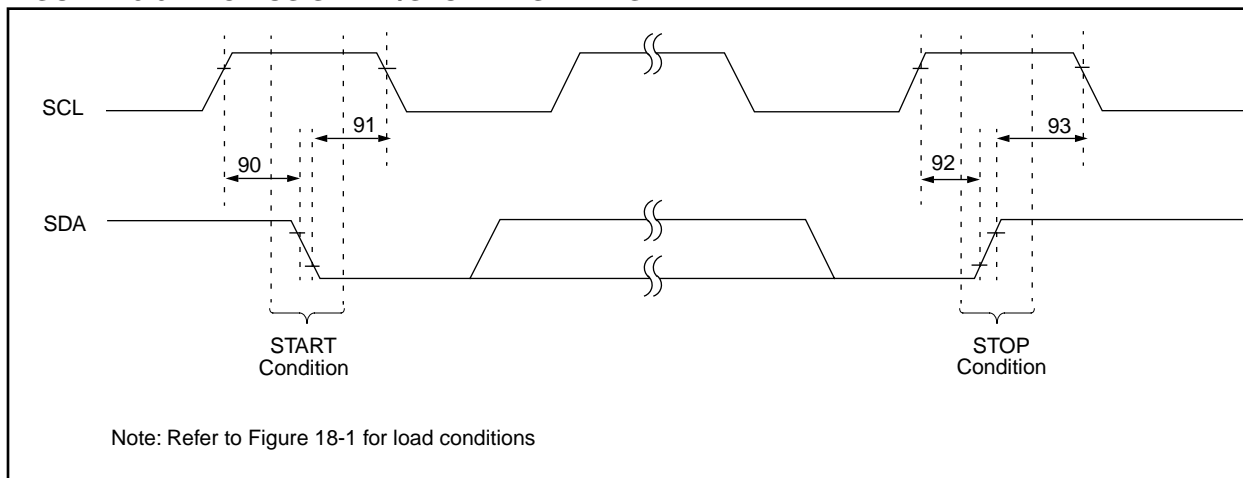 SCL
91
93
90
92
SDA
START
Condition
STOP
Condition
Note: Refer to Figure 18-1 for load conditions